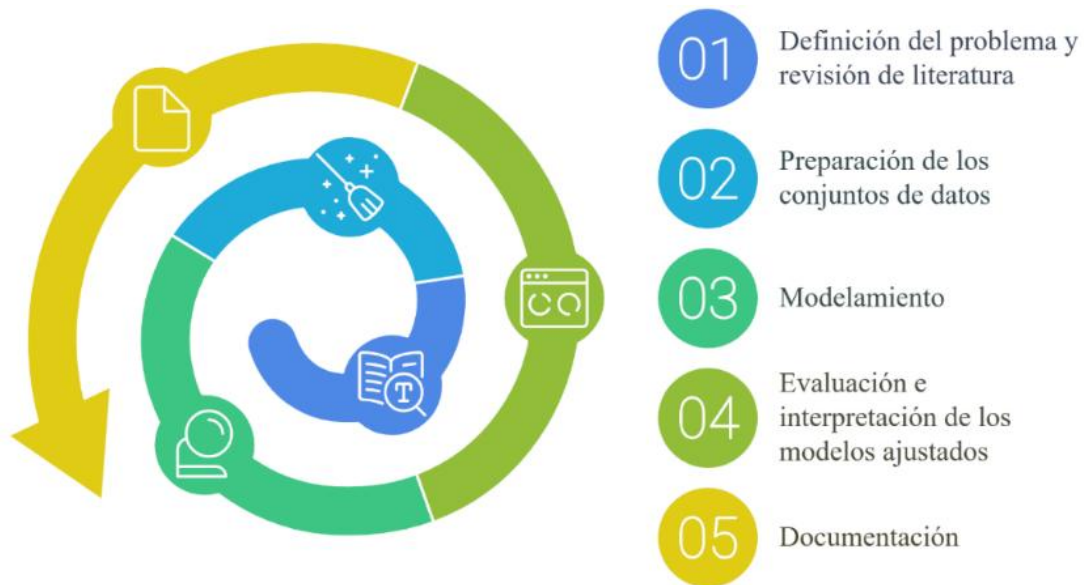 01
Definición del problema y
revisión de literatura
02
Preparación de los
conjuntos de datos
03
Modelamiento
04
Evaluación e
interpretación de los
modelos ajustados
05
Documentación
T